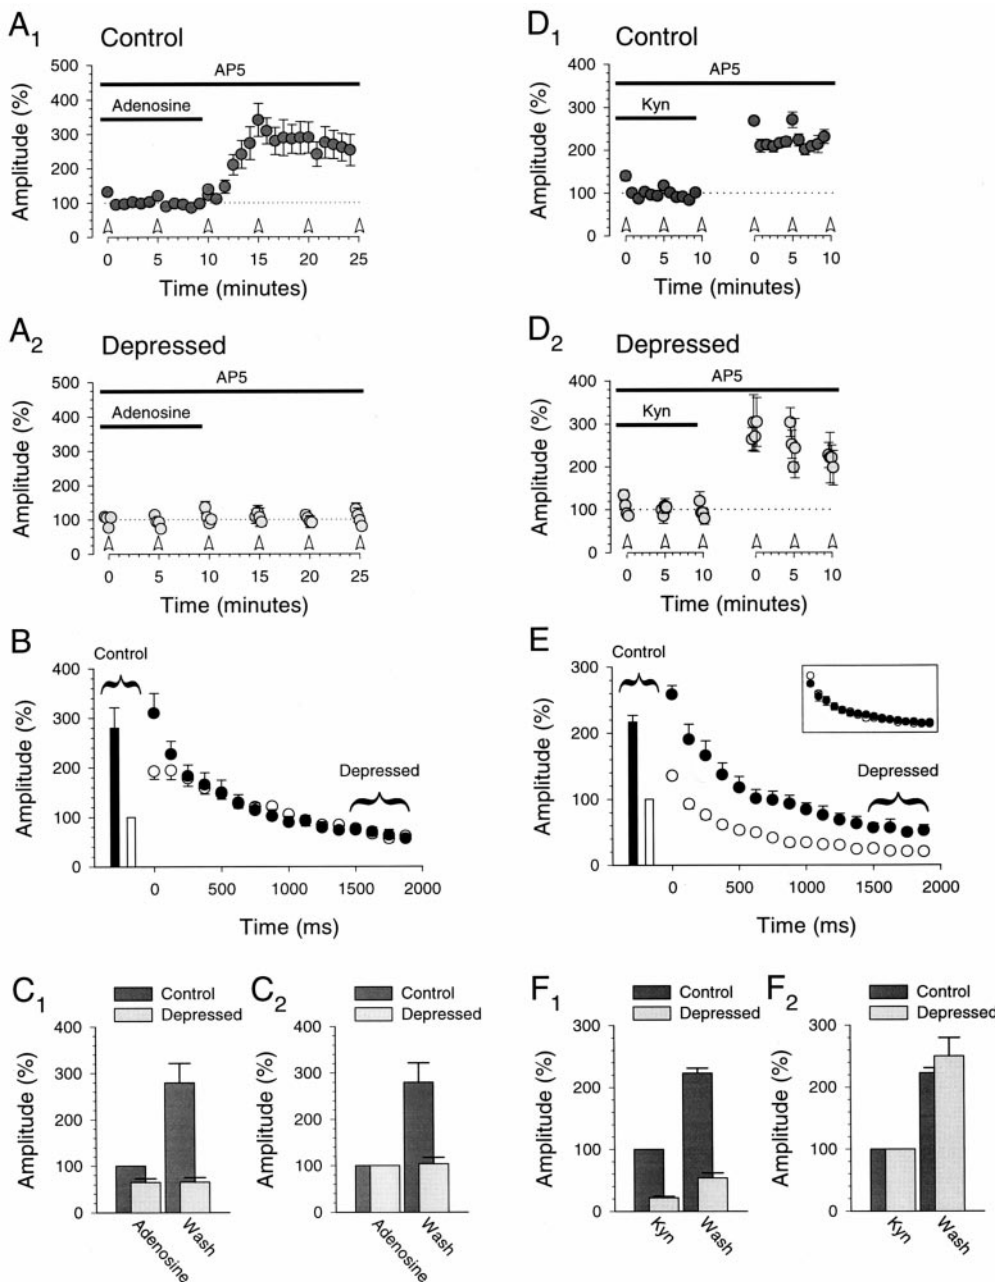 A1 Control
AP5
Adenosine
Amplitude (%)
500
400
300
200
100
0
0 5 10 15 20 25
Time (minutes)
D1 Control
AP5
Kyn
Amplitude (%)
400
300
200
100
0
0 5 10 0 5 10
Time (minutes)
A2 Depressed
AP5
Adenosine
Amplitude (%)
500
400
300
200
100
0
0 5 10 15 20 25
Time (minutes)
D2 Depressed
AP5
Kyn
Amplitude (%)
400
300
200
100
0
0 5 10 0 5 10
Time (minutes)
B
Control
Depressed
Amplitude (%)
400
300
200
100
0
0 500 1000 1500 2000
Time (ms)
E
Control
Depressed
Amplitude (%)
300
200
100
0
0 500 1000 1500 2000
Time (ms)
C1
Control
Depressed
Amplitude (%)
400
300
200
100
0
Adenosine Wash
C2
Control
Depressed
Amplitude (%)
400
300
200
100
0
Adenosine Wash
F1
Control
Depressed
Amplitude (%)
300
200
100
0
Kyn Wash
F2
Control
Depressed
Amplitude (%)
300
200
100
0
Kyn Wash